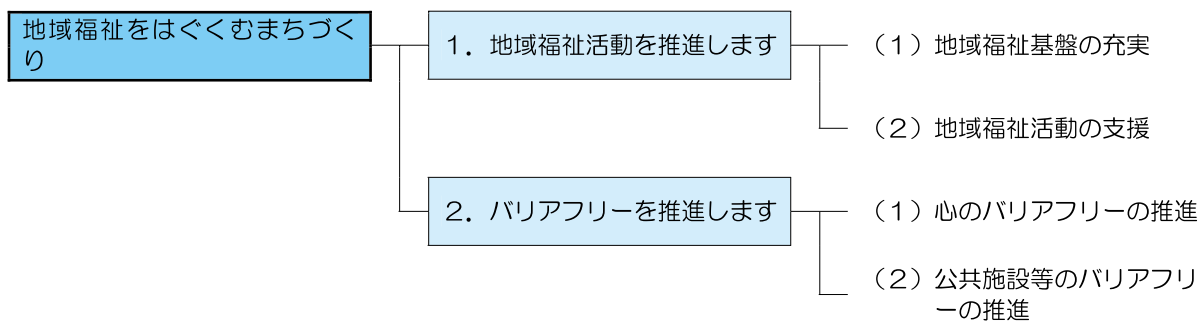 地域福祉をはぐくむまちづく
り
１．地域福祉活動を推進します
（１）地域福祉基盤の充実
（２）地域福祉活動の支援
２．バリアフリーを推進します
（１）心のバリアフリーの推進
（２）公共施設等のバリアフリ
ーの推進